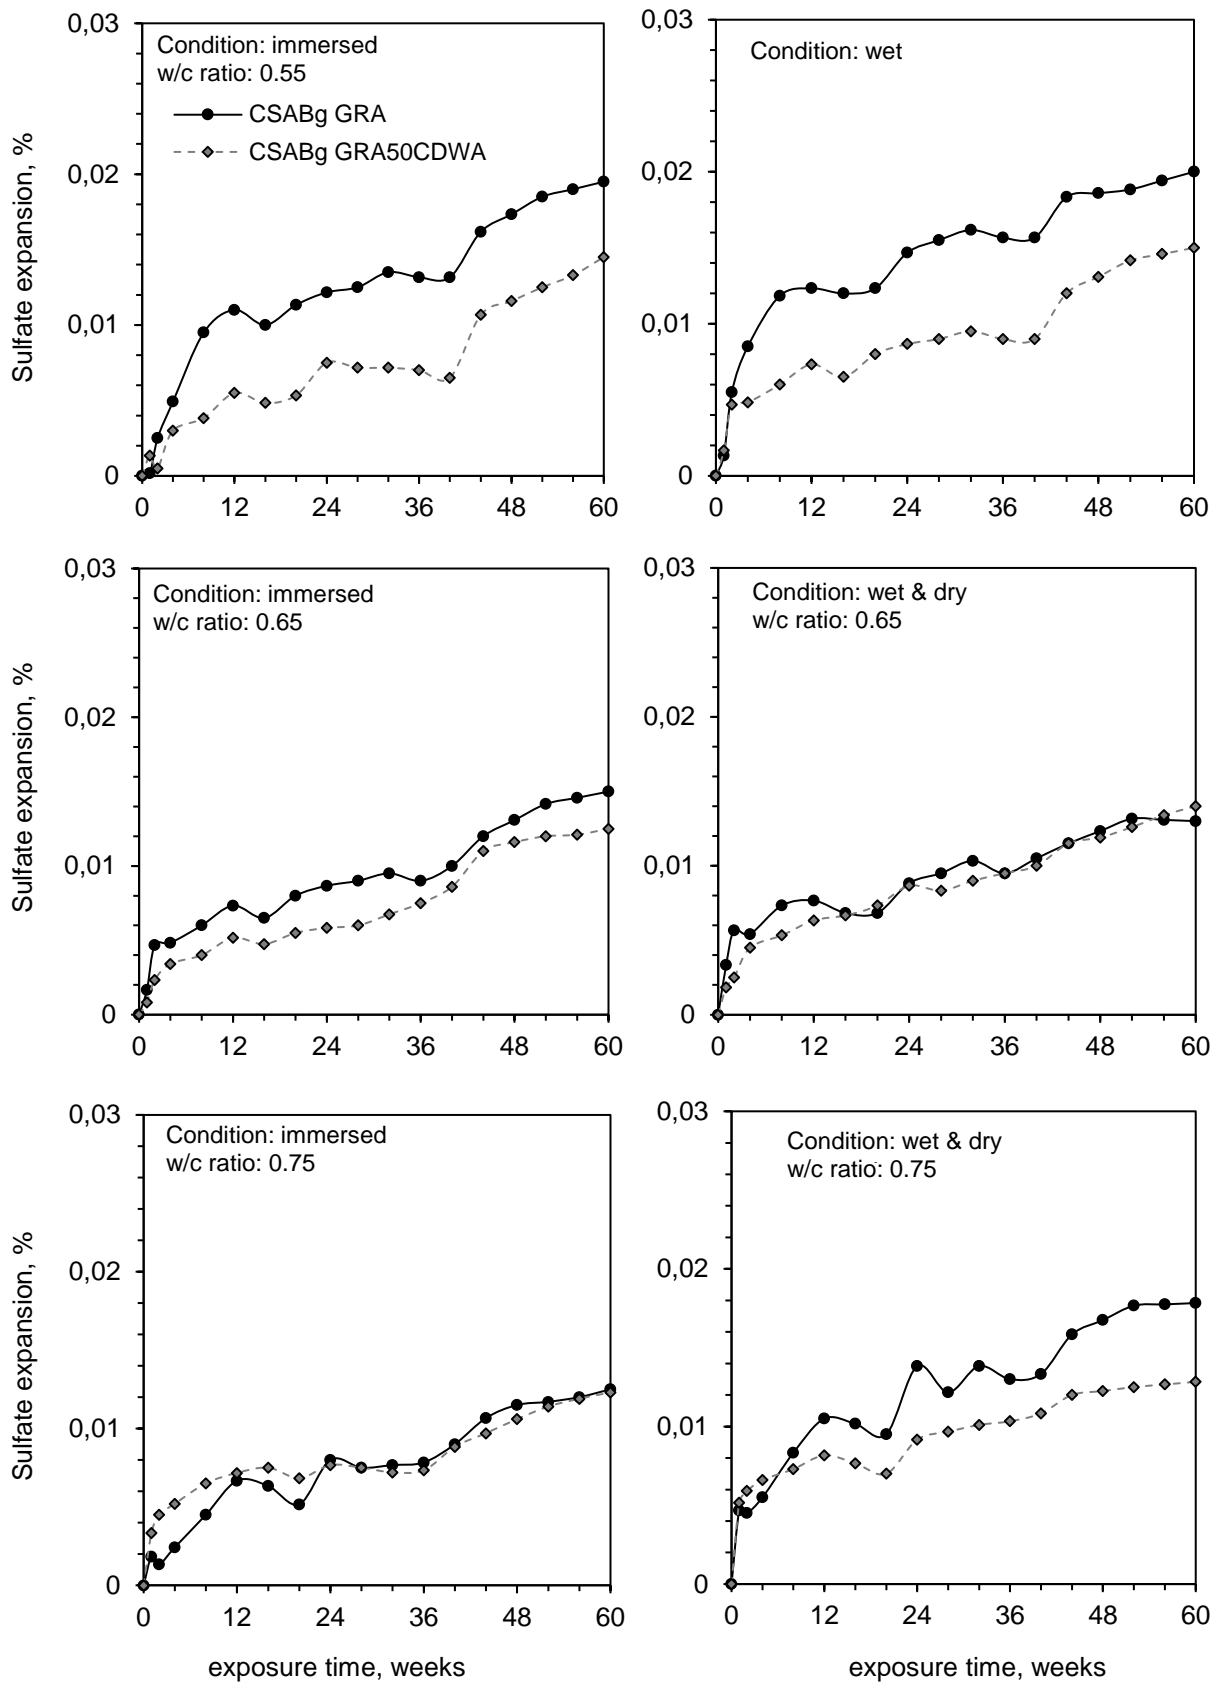 0,03
Condition: immersed
w/c ratio: 0.55
CSABg GRA
CSABg GRA50CDWA
0,02
0,01
0
Sulfate expansion, %
0 12 24 36 48 60
0,03
Condition: wet
0,02
0,01
0
0 12 24 36 48 60
0,03
Condition: immersed
w/c ratio: 0.65
0,02
0,01
0
Sulfate expansion, %
0 12 24 36 48 60
0,03
Condition: wet & dry
w/c ratio: 0.65
0,02
0,01
0
0 12 24 36 48 60
0,03
Condition: immersed
w/c ratio: 0.75
0,02
0,01
0
Sulfate expansion, %
0 12 24 36 48 60
exposure time, weeks
0,03
Condition: wet & dry
w/c ratio: 0.75
0,02
0,01
0
0 12 24 36 48 60
exposure time, weeks